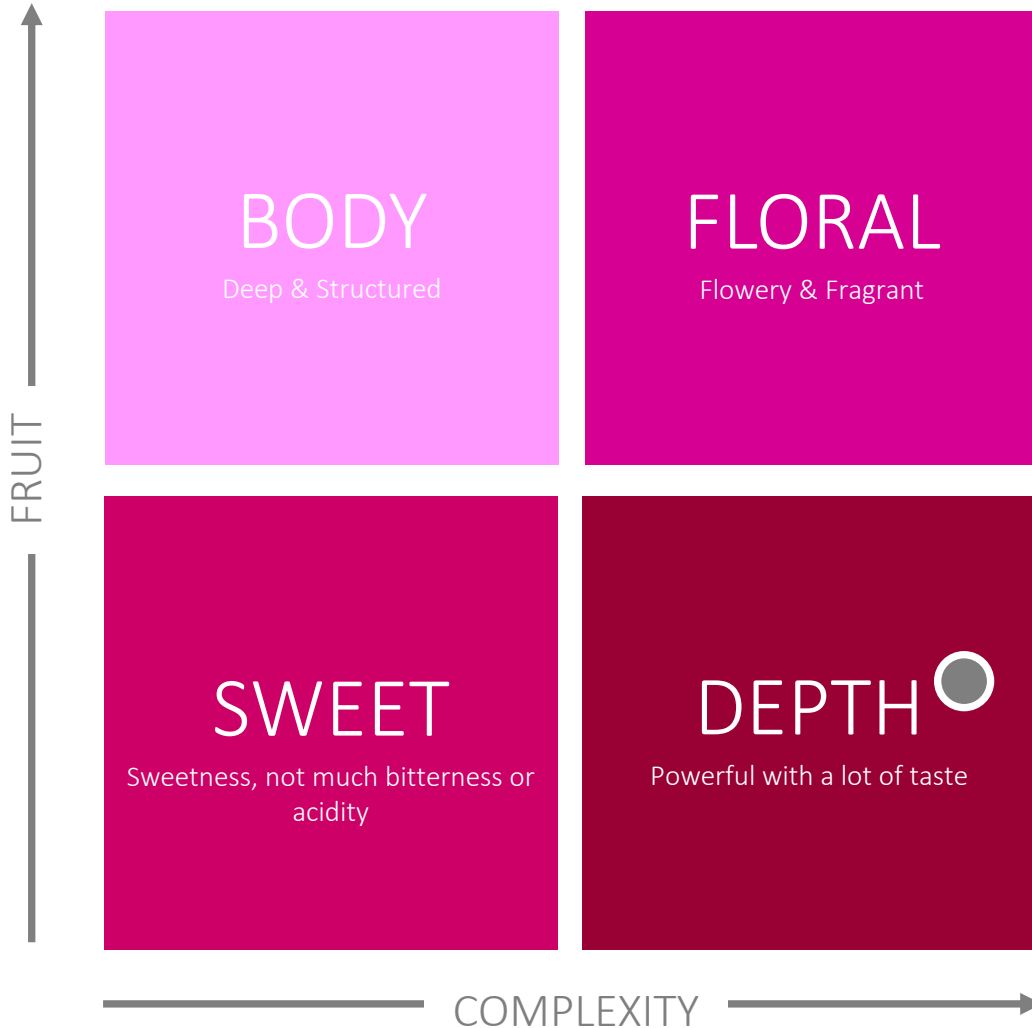 BODY
Deep & Structured
FLORAL
Flowery & Fragrant
FRUIT
SWEET
Sweetness, not much bitterness or
acidity
DEPTH
Powerful with a lot of taste
COMPLEXITY